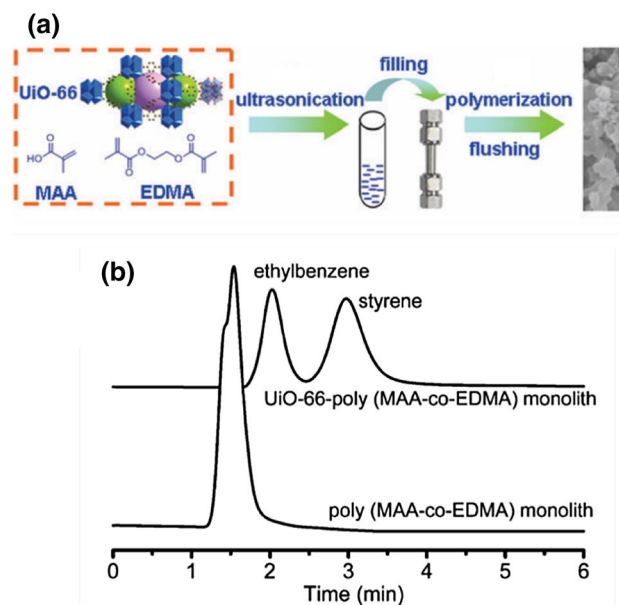 (a)
UiO-66
HO
O
O
O
O
O
MAA
EDMA
ultrasonication
filling
polymerization
flushing
(b)
ethylbenzene
styrene
UiO-66-poly (MAA-co-EDMA) monolith
poly (MAA-co-EDMA) monolith
0 1 2 3 4 5 6
Time (min)